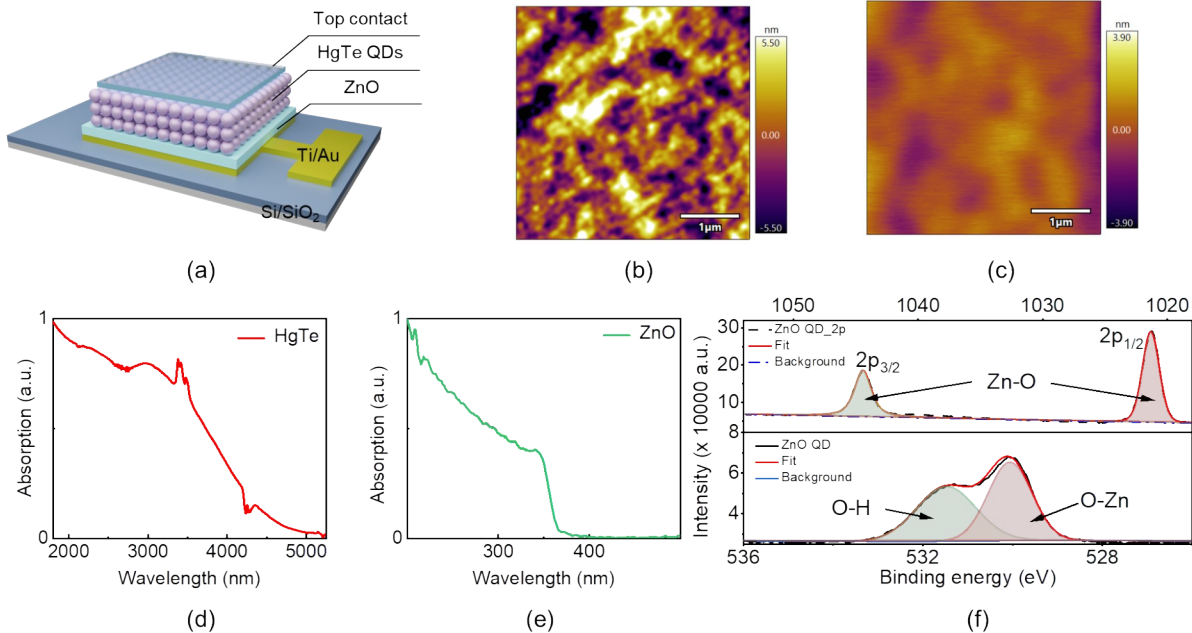 Top contact
HgTe QDs
ZnO
Ti/Au
Si/SiO₂
(a)
nm
5.50
0.00
-5.50
1μm
(b)
nm
3.90
0.00
-3.90
1μm
(c)
1
HgTe
Absorption (a.u.)
0
2000 3000 4000 5000
Wavelength (nm)
(d)
1
ZnO
Absorption (a.u.)
0
300 400
Wavelength (nm)
(e)
1050 1040 1030 1020
30
20
10
ZnO QD_2p
Fit
Background
2p₃/₂
Zn-O
2p₁/₂
8
6
4
ZnO QD
Fit
Background
O-H
O-Zn
Intensity (x 10000 a.u.)
536 532 528
Binding energy (eV)
(f)